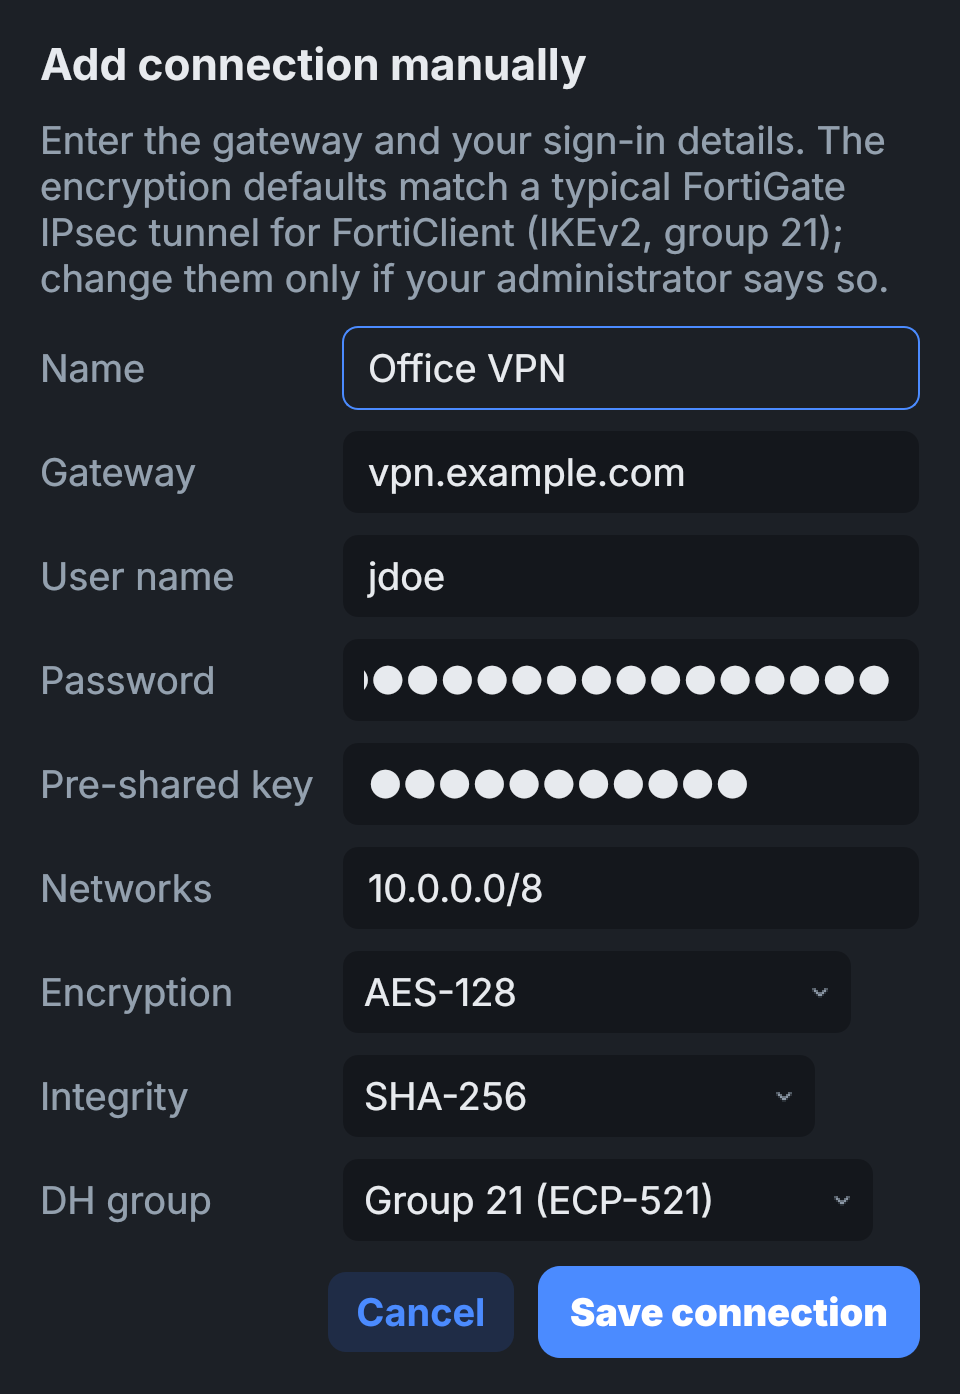 Add connection manually
Enter the gateway and your sign-in details. The
encryption defaults match a typical FortiGate
IPsec tunnel for FortiClient (IKEv2, group 21);
change them only if your administrator says so.
Name Office VPN
Gateway vpn.example.com
User name jdoe
Password
Pre-shared key
Networks 10.0.0.0/8
Encryption AES-128
Integrity SHA-256
DH group Group 21 (ECP-521)
Cancel Save connection